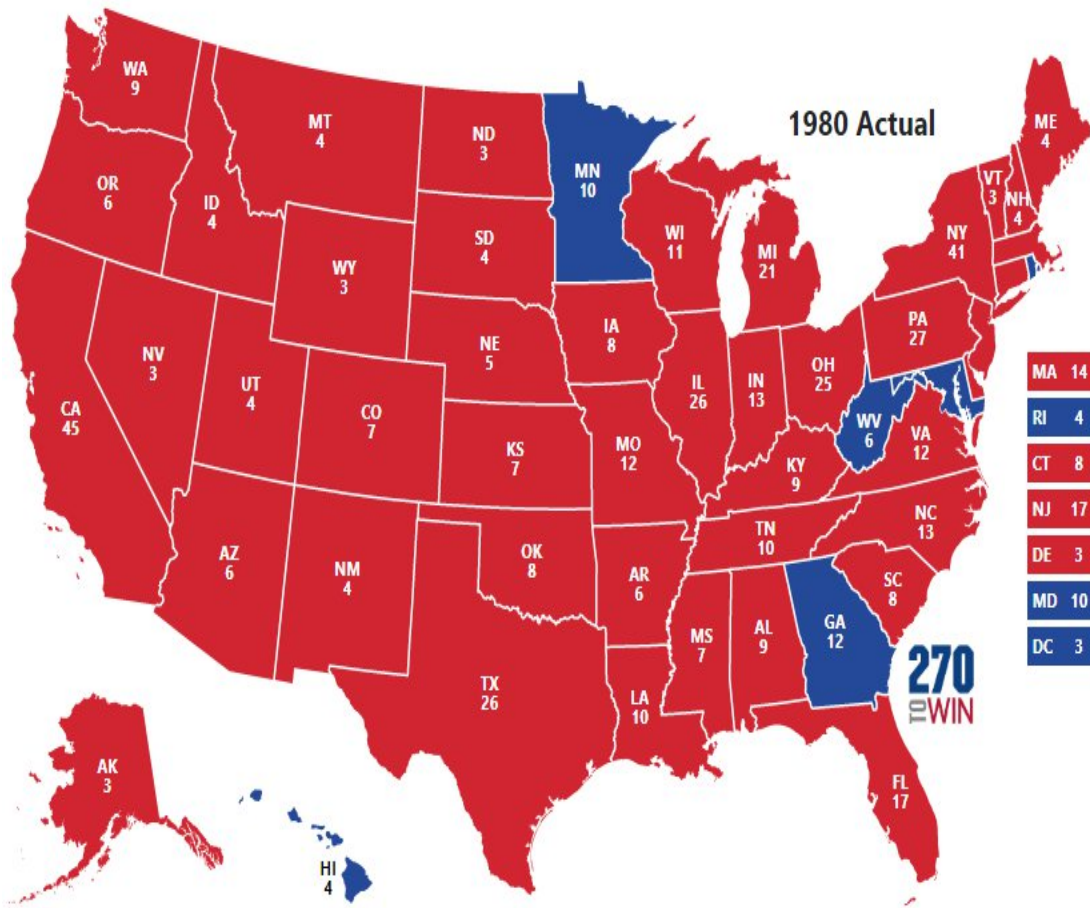 1980 Actual
WA
9
MT
4
ND
3
MN
10
ME
4
VT
3
NH
4
OR
6
ID
4
SD
4
WI
11
MI
21
NY
41
WY
3
IA
8
PA
27
NE
5
NV
3
UT
4
CO
7
IL
26
IN
13
OH
25
CA
45
KS
7
MO
12
WV
6
VA
12
KY
9
NC
13
TN
10
AZ
6
NM
4
OK
8
AR
6
SC
8
MS
7
AL
9
GA
12
TX
26
LA
10
FL
17
AK
3
HI
4
MA 14
RI 4
CT 8
NJ 17
DE 3
MD 10
DC 3
270
TO WIN